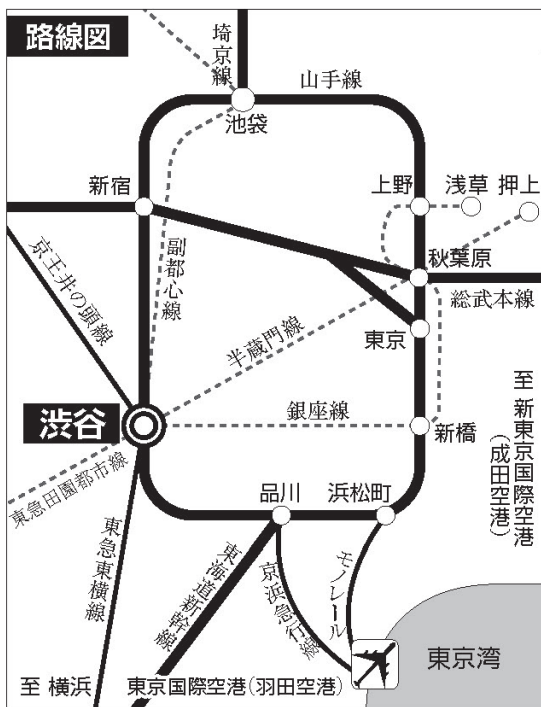 路線図
埼京線
山手線
池袋
新宿
上野
浅草
押上
京王井の頭線
副都心線
秋葉原
総武本線
半蔵門線
東京
渋谷
銀座線
新橋
至 新東京国際空港
(成田空港)
東急田園都市線
品川
浜松町
東急東横線
東海道新幹線
京浜急行線
モノレール
東京湾
至 横浜
東京国際空港(羽田空港)